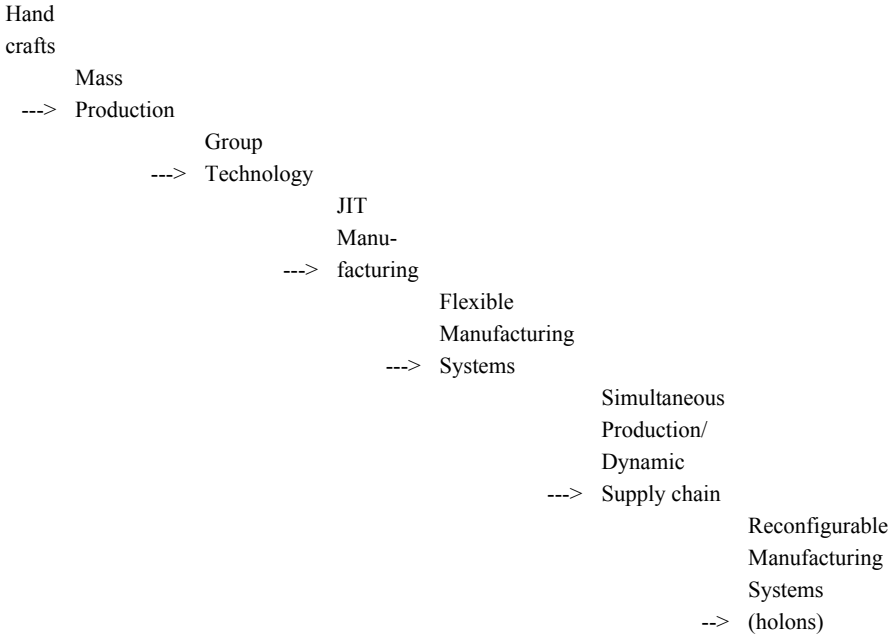 Hand
crafts
Mass
---> Production
Group
---> Technology
JIT
Manu-
---> facturing
Flexible
Manufacturing
---> Systems
Simultaneous
Production/
Dynamic
---> Supply chain
Reconfigurable
Manufacturing
Systems
--> (holons)